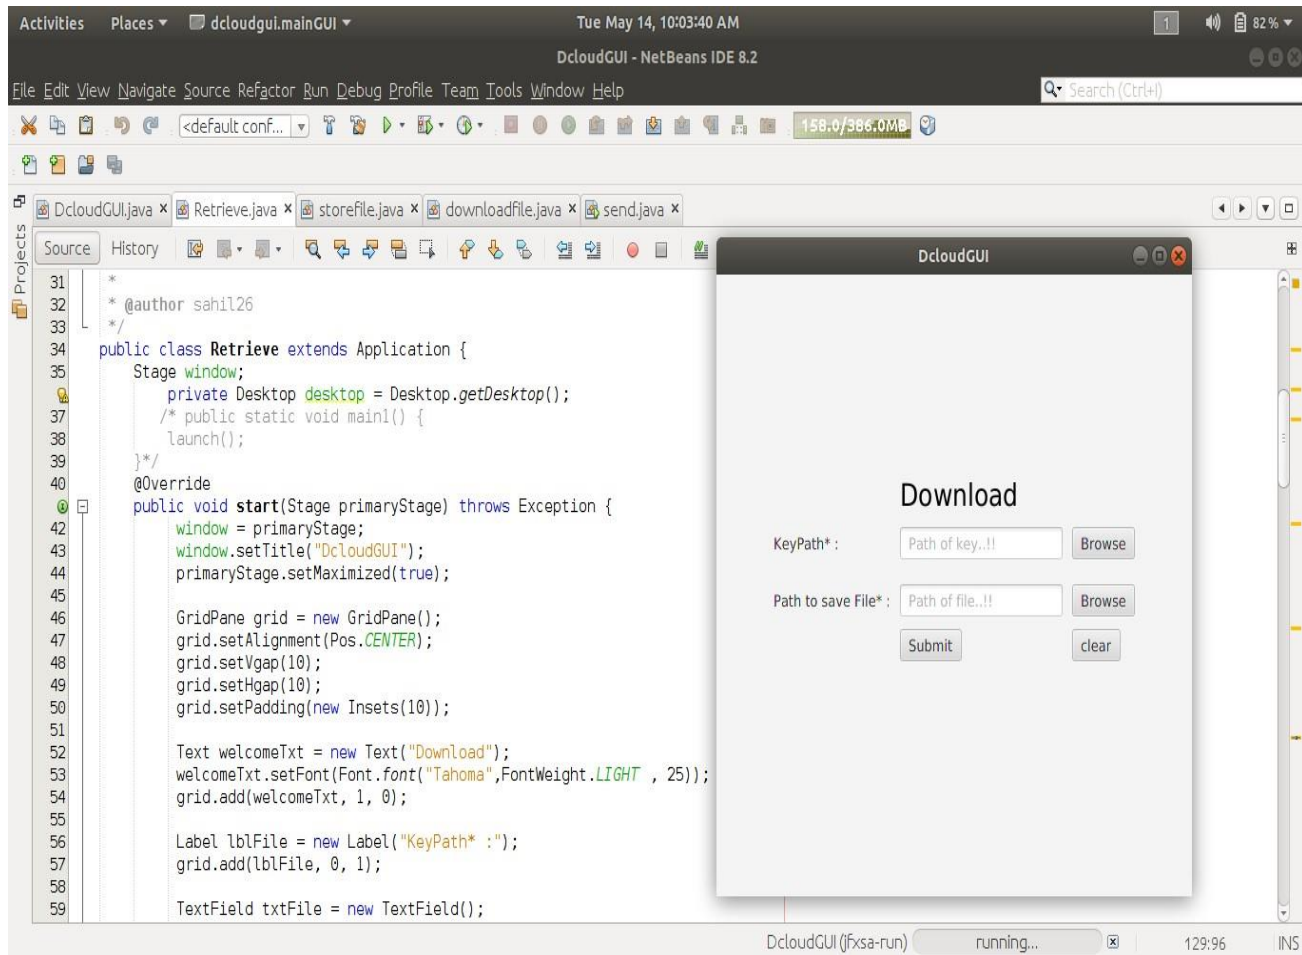 Activities Places dcloudgui.mainGUI Tue May 14, 10:03:40 AM 1 82 %
DcloudGUI - NetBeans IDE 8.2
File Edit View Navigate Source Refactor Run Debug Profile Team Tools Window Help Search (Ctrl+I)
<default conf... 158.0/386.0MB
Projects
DcloudGUI.java Retrieve.java storefile.java downloadfile.java send.java
Source History
31 *
32 * @author sahil26
33 */
34 public class Retrieve extends Application {
35 Stage window;
private Desktop desktop = Desktop.getDesktop();
37 /* public static void main1() {
38 launch();
39 }*/
40 @Override
public void start(Stage primaryStage) throws Exception {
42 window = primaryStage;
43 window.setTitle("DcloudGUI");
44 primaryStage.setMaximized(true);
45
46 GridPane grid = new GridPane();
47 grid.setAlignment(Pos.CENTER);
48 grid.setVgap(10);
49 grid.setHgap(10);
50 grid.setPadding(new Insets(10));
51
52 Text welcomeTxt = new Text("Download");
53 welcomeTxt.setFont(Font.font("Tahoma",FontWeight.LIGHT , 25));
54 grid.add(welcomeTxt, 1, 0);
55
56 Label lblFile = new Label("KeyPath* :");
57 grid.add(lblFile, 0, 1);
58
59 TextField txtFile = new TextField();
DcloudGUI
Download
KeyPath* : Path of key..!! Browse
Path to save File* : Path of file..!! Browse
Submit clear
DcloudGUI (jfxsa-run) running... 129:96 INS